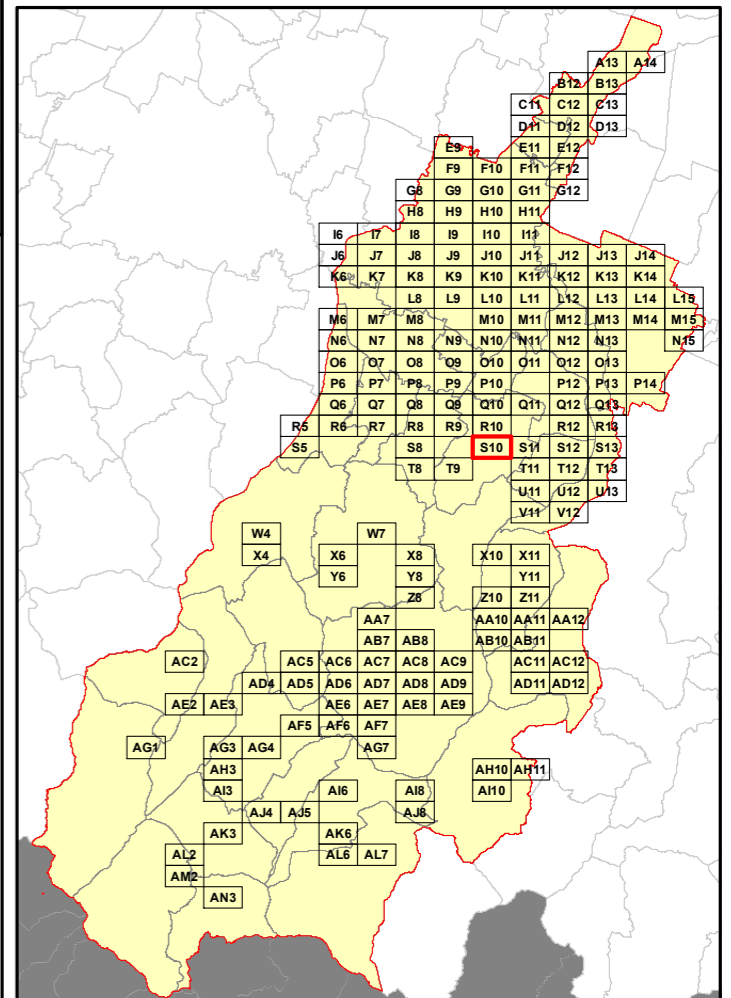 A13 A14
B12 B13
C11 C12 C13
D11 D12 D13
E9 E11 E12
F9 F10 F11 F12
G8 G9 G10 G11 G12
H8 H9 H10 H11
I6 I7 I8 I9 I10 I11
J6 J7 J8 J9 J10 J11 J12 J13 J14
K6 K7 K8 K9 K10 K11 K12 K13 K14
L8 L9 L10 L11 L12 L13 L14 L15
M6 M7 M8 M10 M11 M12 M13 M14 M15
N6 N7 N8 N9 N10 N11 N12 N13 N15
O6 O7 O8 O9 O10 O11 O12 O13
P6 P7 P8 P9 P10 P12 P13 P14
Q6 Q7 Q8 Q9 Q10 Q11 Q12 Q13
R5 R6 R7 R8 R9 R10 R12 R13
S5 S8 S10 S11 S12 S13
T8 T9 T11 T12 T13
U11 U12 U13
V11 V12
W4 W7
X4 X6 X8 X10 X11
Y6 Y8 Y11
Z8 Z10 Z11
AA7 AA10 AA11 AA12
AB7 AB8 AB10 AB11
AC2 AC5 AC6 AC7 AC8 AC9 AC11 AC12
AD4 AD5 AD6 AD7 AD8 AD9 AD11 AD12
AE2 AE3 AE6 AE7 AE8 AE9
AF5 AF6 AF7
AG1 AG3 AG4 AG7
AH3 AH10 AH11
AI3 AI6 AI8 AI10
AJ4 AJ5 AJ8
AK3 AK6
AL2 AL6 AL7
AM2
AN3